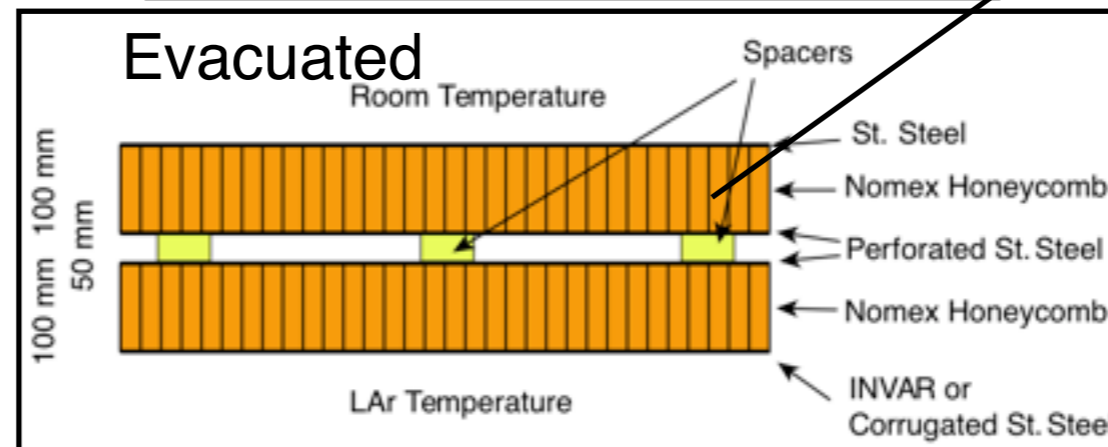 Evacuated
Spacers
Room Temperature
St. Steel
100 mm
Nomex Honeycomb
50 mm
Perforated St. Steel
100 mm
Nomex Honeycomb
LAr Temperature
INVAR or
Corrugated St. Steel